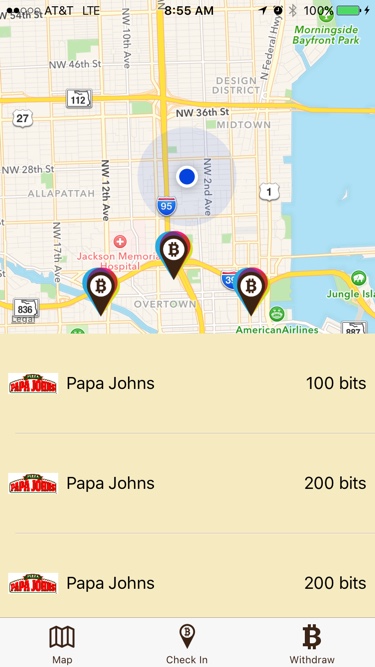 AT&T LTE 8:55 AM 100%
W 54th St
Morningside
Bayfront Park
NW 10th Ave
N Federal Hwy
NW 46th St
DESIGN
DISTRICT
112
NW 36th St
27
MIDTOWN
NW 28th St
NW 12th Ave
NW 2nd Ave
1
ALLAPATTAH
95
NW 17th Ave
Jackson Memorial
Hospital
836
Legal
OVERTOWN
Jungle Isl
AmericanAirlines
887
PAPA JOHNS
Papa Johns 100 bits
PAPA JOHNS
Papa Johns 200 bits
PAPA JOHNS
Papa Johns 200 bits
Map Check In Withdraw